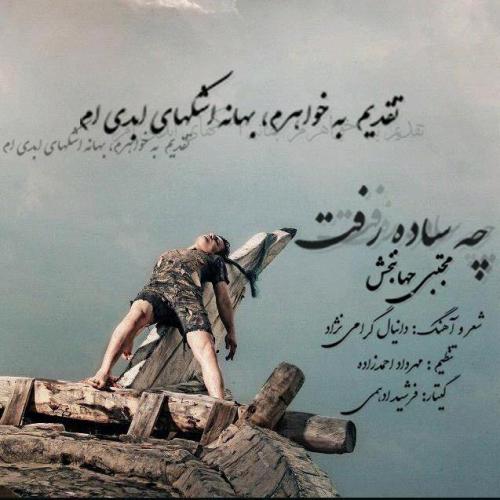 تقدیم به خواهرم، بهانه اشکهای ابدی ام
تقدیم به خواهرم، بهانه اشکهای ابدی ام
چه ساده رفت
مجتبی جهانبخش
شعر و آهنگ: دانیال گرامی نژاد
تنظیم : مهرداد احمدزاده
گیتار: فرشید ادهمی